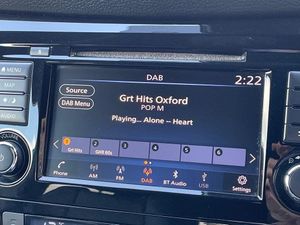 DAB
2:22
MENU
Source
MAP
DAB Menu
Grt Hits Oxford
POP M
Playing... Alone -- Heart
1 2 3 4 5 6
Grt Hits GHR 80s
Phone AM FM DAB BT Audio USB Settings